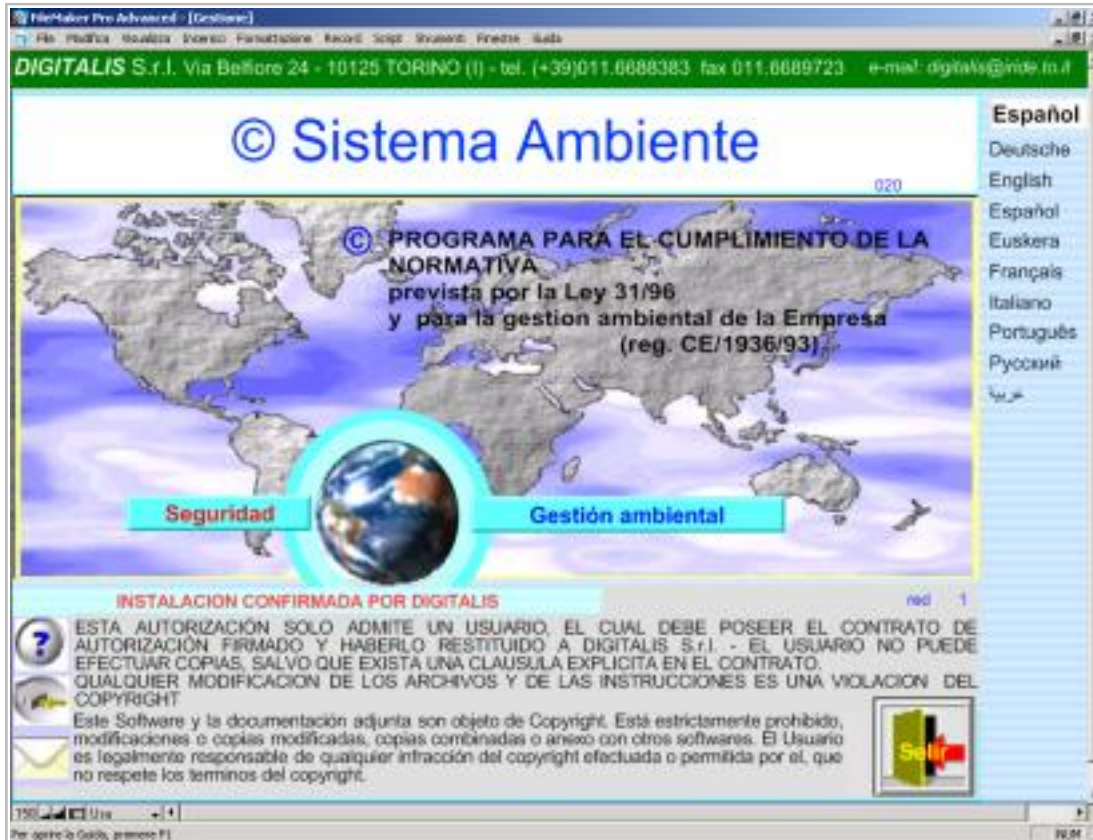 FileMaker Pro Advanced - [Gestione]
File Modifica Visualizza Inserisci Formattazione Record Script Strumenti Finestra Guida
DIGITALIS S.r.l. Via Belfiore 24 - 10125 TORINO (I) - tel. (+39)011.6688383 fax 011.6689723 e-mail: digitalis@inide.to.it
© Sistema Ambiente
020
Español
Deutsche
English
Español
Euskera
Français
Italiano
Português
Русский
عربية
© PROGRAMA PARA EL CUMPLIMIENTO DE LA
NORMATIVA
prevista por la Ley 31/96
y para la gestion ambiental de la Empresa
(reg. CE/1936/93)
Seguridad
Gestión ambiental
INSTALACION CONFIRMADA POR DIGITALIS
red 1
?
ESTA AUTORIZACIÓN SOLO ADMITE UN USUARIO, EL CUAL DEBE POSEER EL CONTRATO DE
AUTORIZACIÓN FIRMADO Y HABERLO RESTITUIDO A DIGITALIS S.r.l. - EL USUARIO NO PUEDE
EFECTUAR COPIAS, SALVO QUE EXISTA UNA CLAUSULA EXPLICITA EN EL CONTRATO.
QUALQUIER MODIFICACION DE LOS ARCHIVOS Y DE LAS INSTRUCCIONES ES UNA VIOLACION DEL
COPYRIGHT
Este Software y la documentación adjunta son objeto de Copyright. Está estrictamente prohibido,
modificaciones o copias modificadas, copias combinadas o anexo con otros softwares. El Usuario
es legalmente responsable de qualquier infracción del copyright efectuada o permitida por el, que
no respete los terminos del copyright.
Salir
150 Usa
Per aprire la Guida, premere F1
NUM